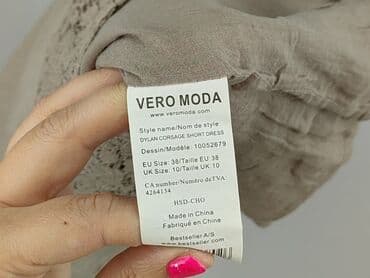 VERO MODA
www.veromoda.com
Style name/Nom de style
DYLAN CORSAGE SHORT DRESS
Dessin/Modèle: 10052679
EU Size: 38/Taille EU 38
UK Size: 10/Taille UK: 10
CA number/Numéro de TVA
4264154
HSD-CHO
Made in China
Fabriqué en Chine
Bestseller A/S
www.bestseller.com